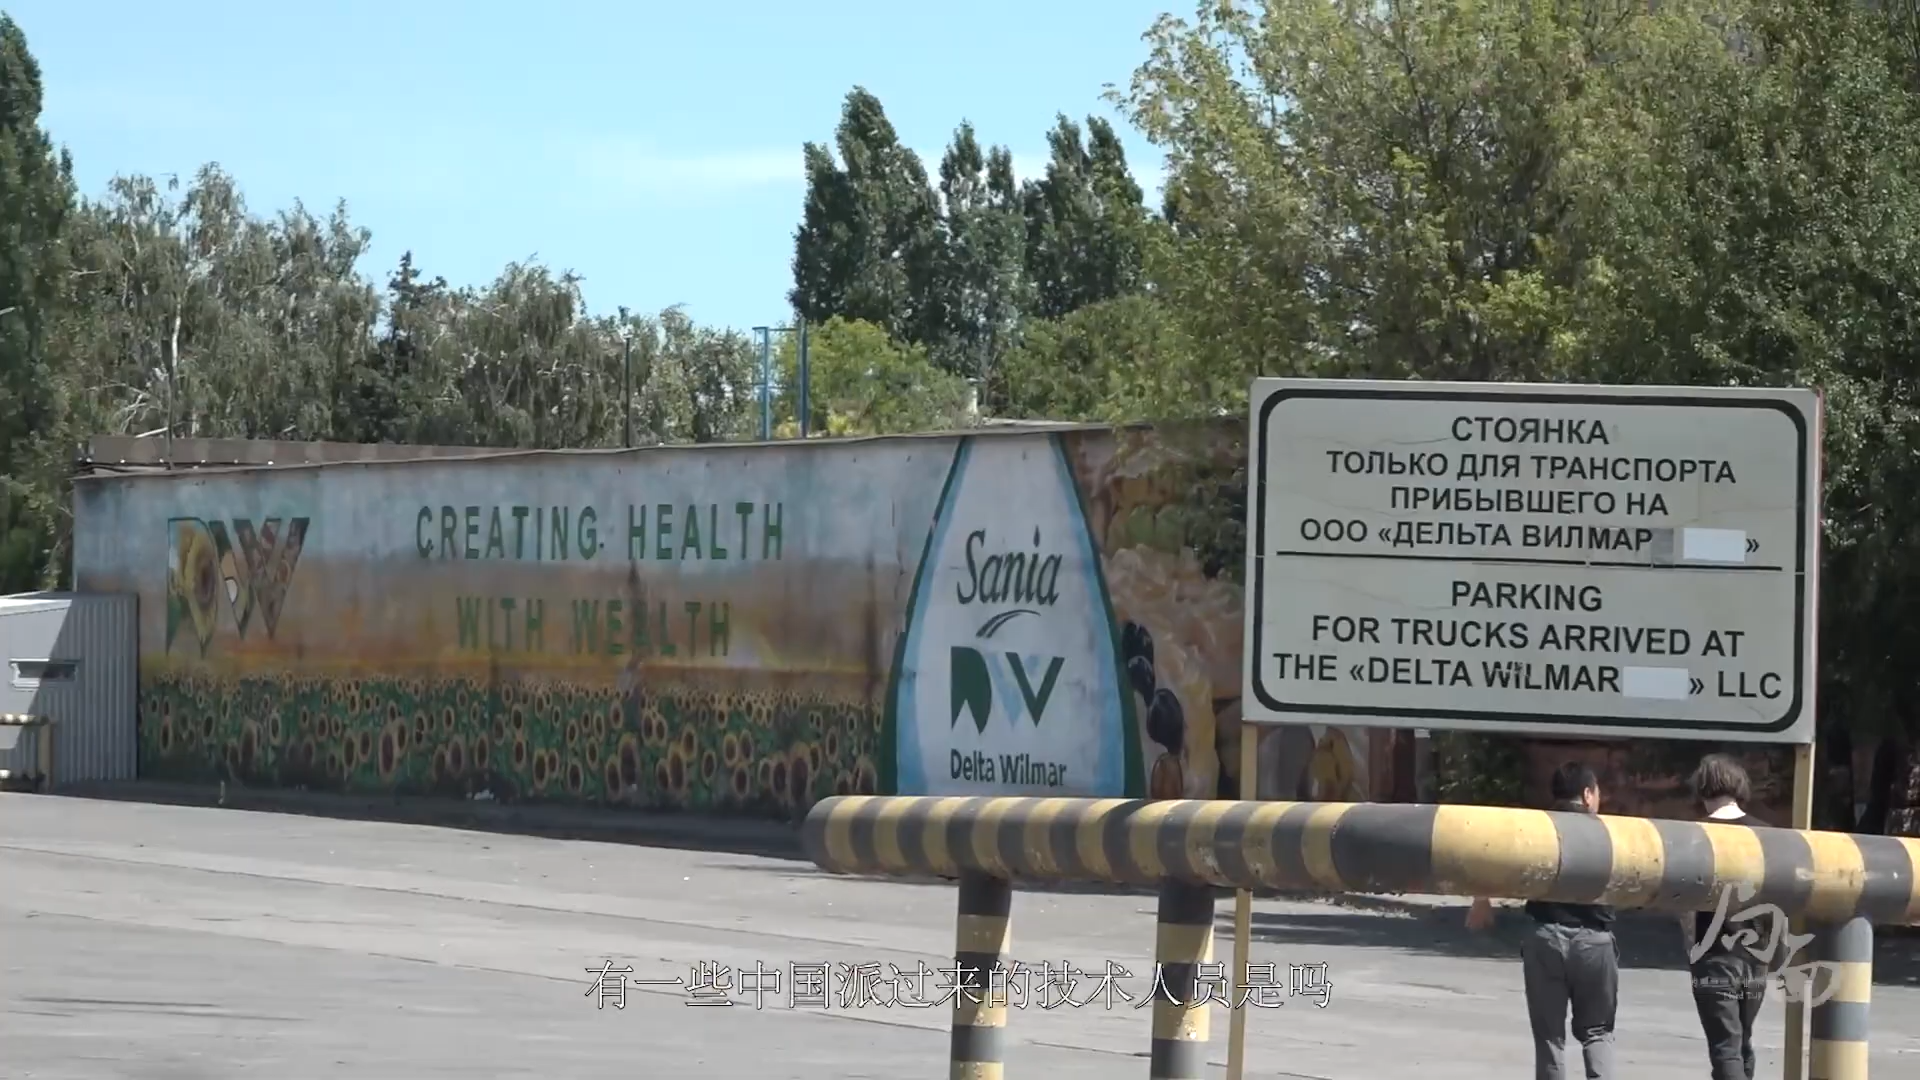 CREATING HEALTH
WITH WEALTH
Sania
Delta Wilmar
СТОЯНКА
ТОЛЬКО ДЛЯ ТРАНСПОРТА
ПРИБЫВШЕГО НА
ООО «ДЕЛЬТА ВИЛМАР »
PARKING
FOR TRUCKS ARRIVED AT
THE «DELTA WILMAR » LLC
有一些中国派过来的技术人员是吗
局面